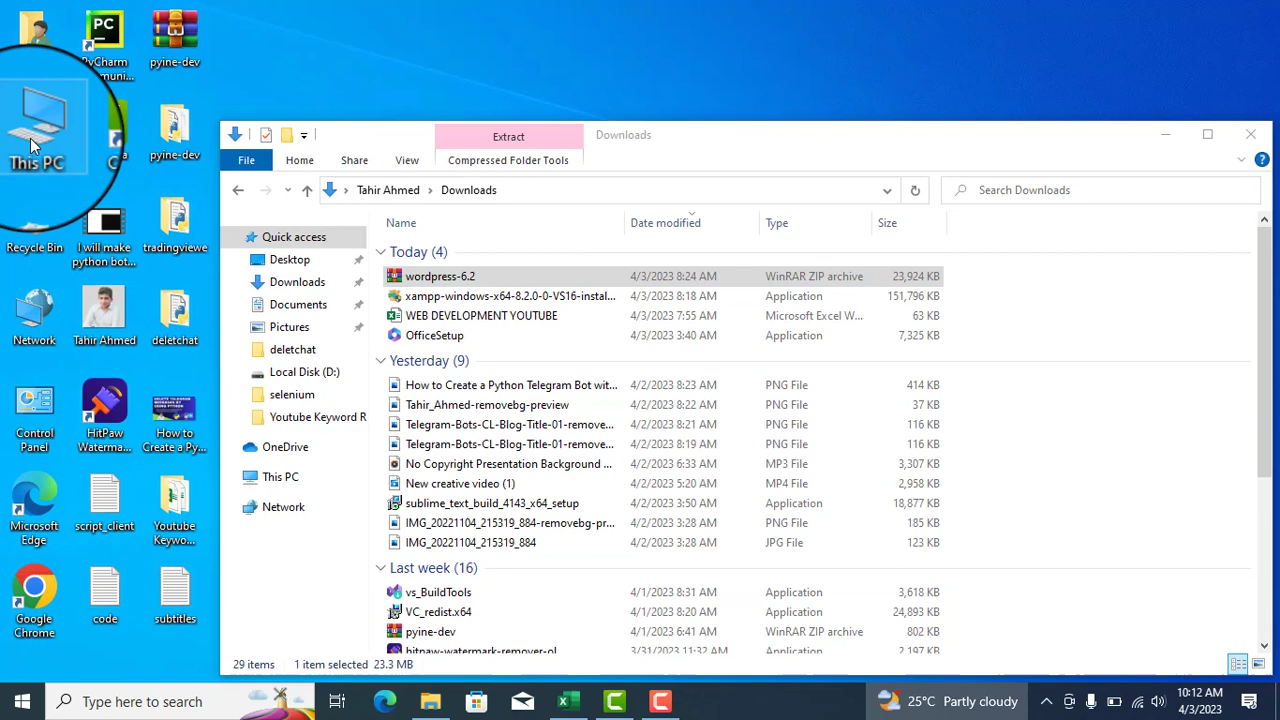 PyCharm
Communi...
pyine-dev
This PC
pyine-dev
Recycle Bin
I will make
python bot...
tradingviewe
Network
Tahir Ahmed
deletchat
Control
Panel
HitPaw
Waterma...
How to
Create a Py...
Microsoft
Edge
script_client
Youtube
Keywo...
Google
Chrome
code
subtitles
Extract
Downloads
File
Home
Share
View
Compressed Folder Tools
Tahir Ahmed
Downloads
Search Downloads
Quick access
Desktop
Downloads
Documents
Pictures
deletchat
Local Disk (D:)
selenium
Youtube Keyword R
OneDrive
This PC
Network
Name Date modified Type Size
Today (4)
wordpress-6.2 4/3/2023 8:24 AM WinRAR ZIP archive 23,924 KB
xampp-windows-x64-8.2.0-0-VS16-instal... 4/3/2023 8:18 AM Application 151,796 KB
WEB DEVELOPMENT YOUTUBE 4/3/2023 7:55 AM Microsoft Excel W... 63 KB
OfficeSetup 4/3/2023 3:40 AM Application 7,325 KB
Yesterday (9)
How to Create a Python Telegram Bot wit... 4/2/2023 8:23 AM PNG File 414 KB
Tahir_Ahmed-removebg-preview 4/2/2023 8:22 AM PNG File 37 KB
Telegram-Bots-CL-Blog-Title-01-remove... 4/2/2023 8:21 AM PNG File 116 KB
Telegram-Bots-CL-Blog-Title-01-remove... 4/2/2023 8:19 AM PNG File 116 KB
No Copyright Presentation Background ... 4/2/2023 6:33 AM MP3 File 3,307 KB
New creative video (1) 4/2/2023 5:20 AM MP4 File 2,958 KB
sublime_text_build_4143_x64_setup 4/2/2023 3:50 AM Application 18,877 KB
IMG_20221104_215319_884-removebg-pr... 4/2/2023 3:28 AM PNG File 185 KB
IMG_20221104_215319_884 4/2/2023 3:28 AM JPG File 123 KB
Last week (16)
vs_BuildTools 4/1/2023 8:31 AM Application 3,618 KB
VC_redist.x64 4/1/2023 8:20 AM Application 24,893 KB
pyine-dev 4/1/2023 6:41 AM WinRAR ZIP archive 802 KB
hitpaw-watermark-remover-ol 3/31/2023 11:32 AM Application 2,197 KB
29 items 1 item selected 23.3 MB
Type here to search
25°C Partly cloudy
10:12 AM
4/3/2023